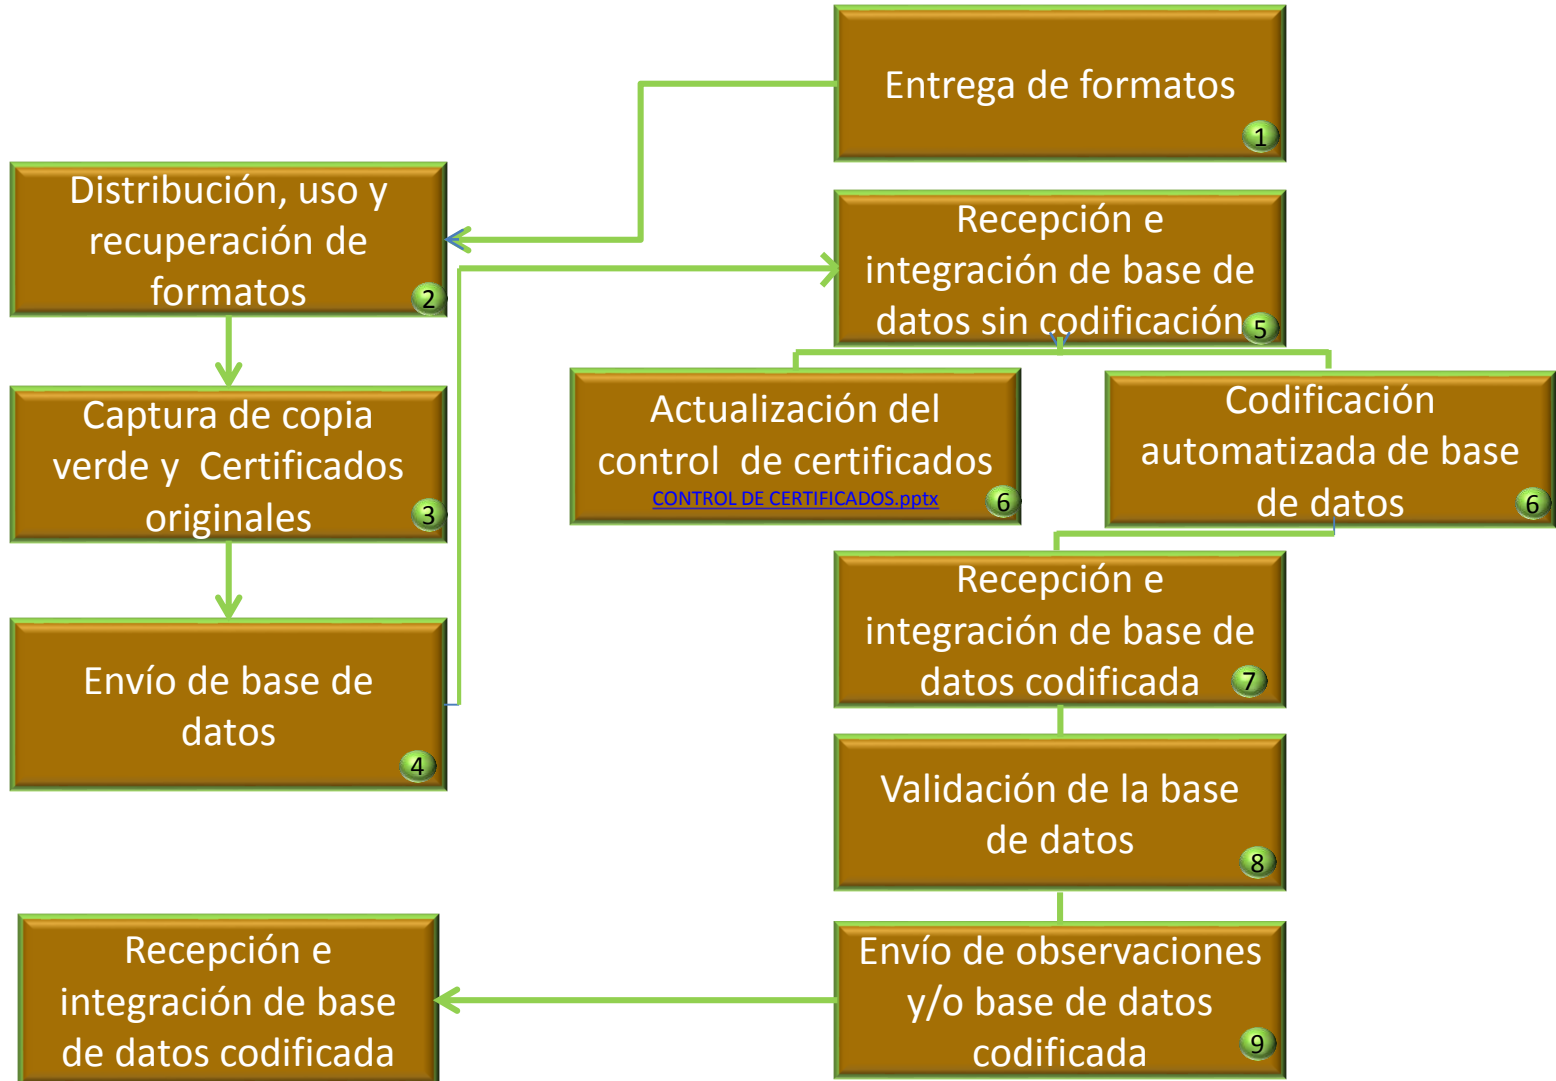 Entrega de formatos
1
Distribución, uso y
recuperación de
formatos
2
Captura de copia
verde y Certificados
originales
3
Envío de base de
datos
4
Recepción e
integración de base de
datos sin codificación
5
Actualización del
control de certificados
CONTROL DE CERTIFICADOS.pptx
6
Codificación
automatizada de base
de datos
6
Recepción e
integración de base de
datos codificada
7
Validación de la base
de datos
8
Envío de observaciones
y/o base de datos
codificada
9
Recepción e
integración de base
de datos codificada